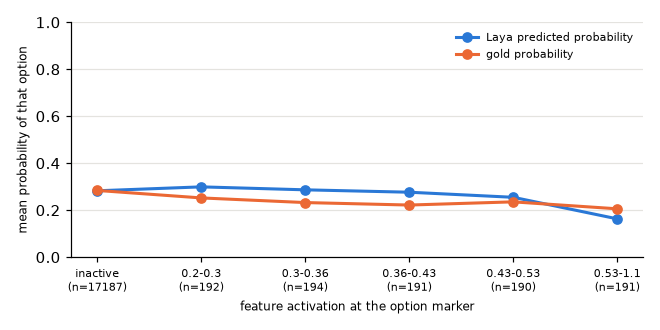 1.0
0.8
0.6
0.4
0.2
0.0
mean probability of that option
Laya predicted probability
gold probability
inactive
(n=17187)
0.2-0.3
(n=192)
0.3-0.36
(n=194)
0.36-0.43
(n=191)
0.43-0.53
(n=190)
0.53-1.1
(n=191)
feature activation at the option marker